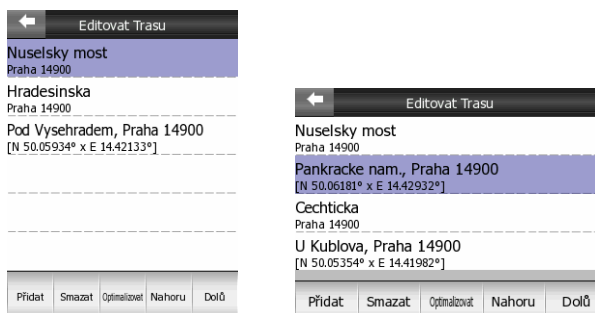 Editovat Trasu
Nuselsky most
Praha 14900
Hradesinska
Praha 14900
Pod Vysehradem, Praha 14900
[N 50.05934° x E 14.42133°]
Přidat Smazat Optimalizovat Nahoru Dolů
Editovat Trasu
Nuselsky most
Praha 14900
Pankracke nam., Praha 14900
[N 50.06181° x E 14.42932°]
Cechticka
Praha 14900
U Kublova, Praha 14900
[N 50.05354° x E 14.41982°]
Přidat Smazat Optimalizovat Nahoru Dolů